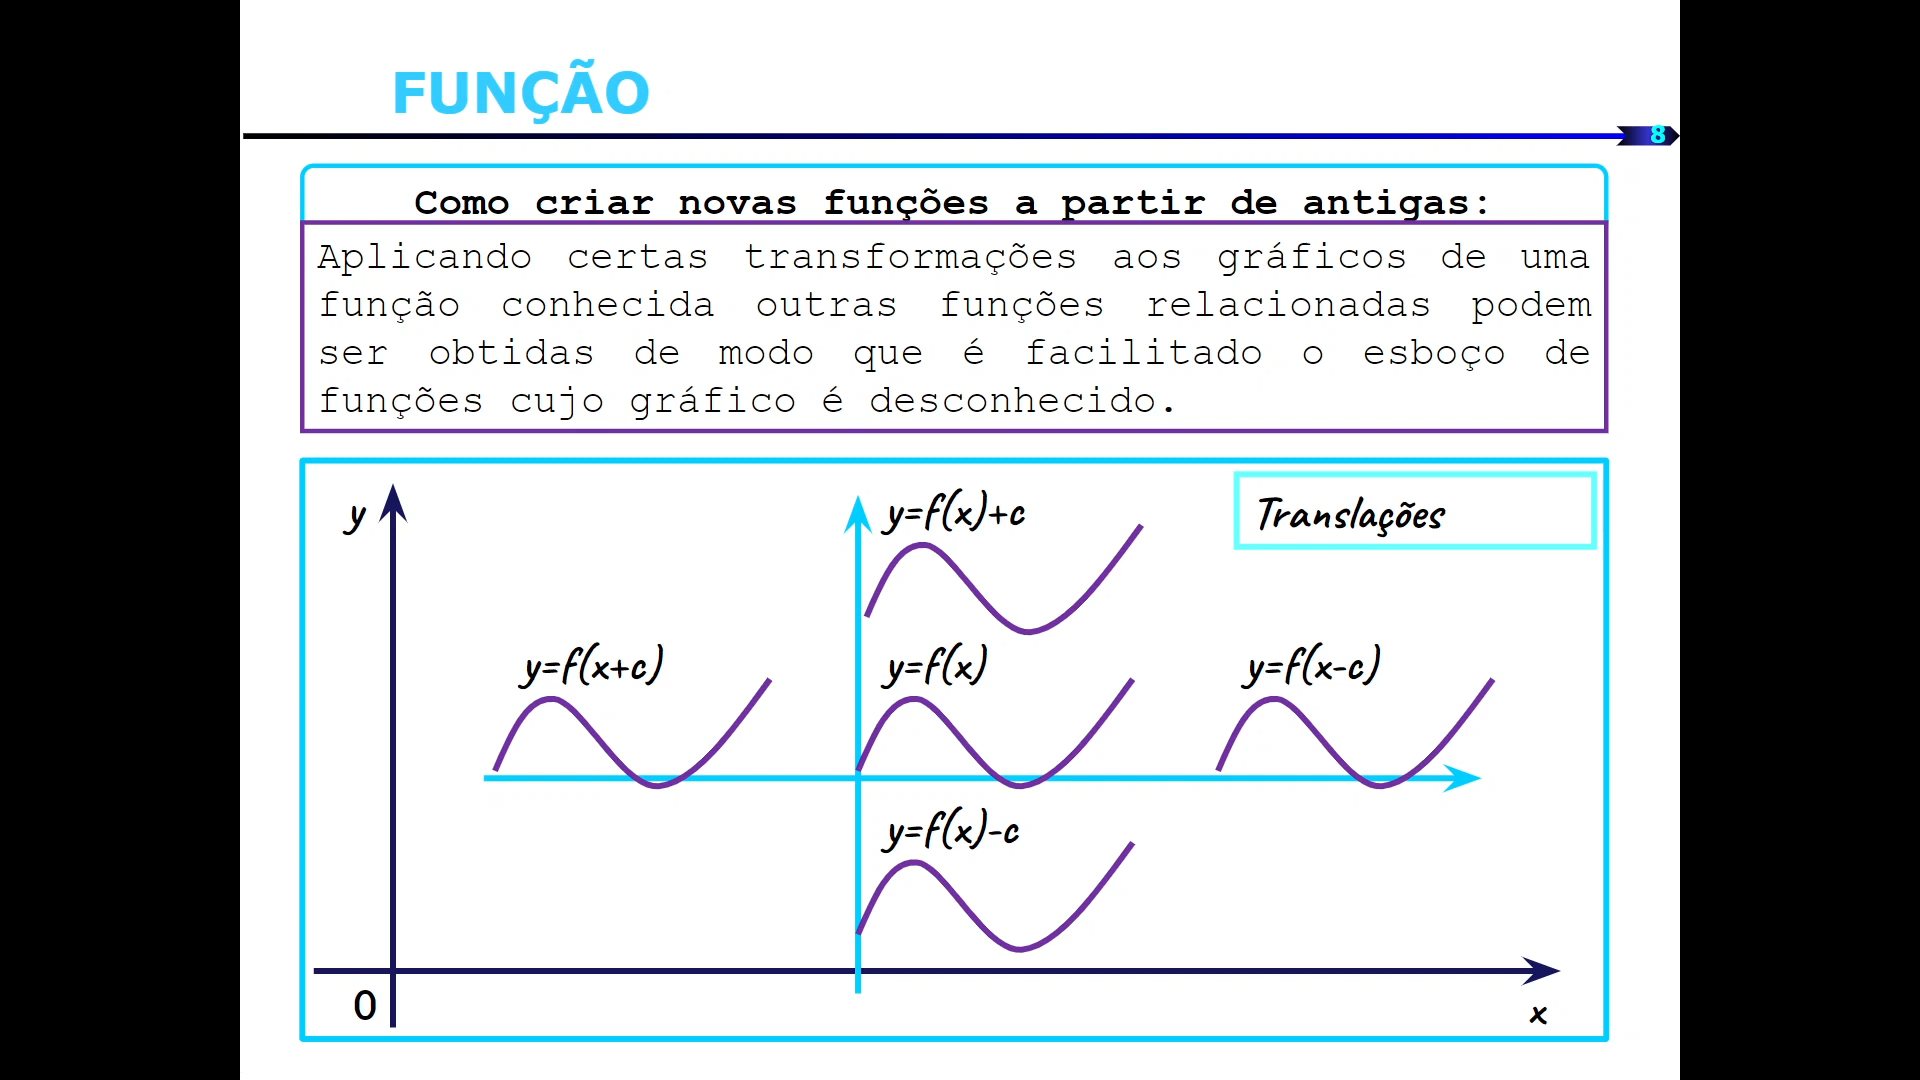 FUNÇÃO
8
Como criar novas funções a partir de antigas:
Aplicando certas transformações aos gráficos de uma
função conhecida outras funções relacionadas podem
ser obtidas de modo que é facilitado o esboço de
funções cujo gráfico é desconhecido.
y
y=f(x)+c
Translações
y=f(x+c)
y=f(x)
y=f(x-c)
y=f(x)-c
0
x